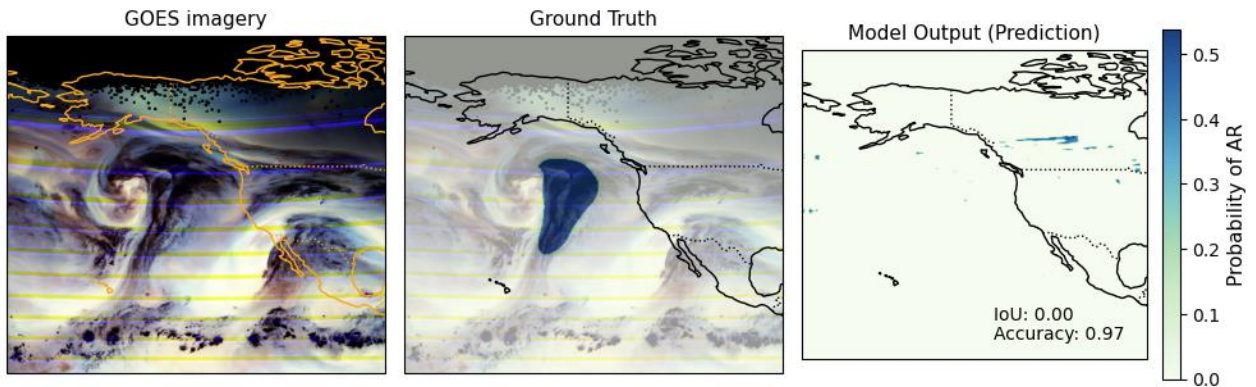 GOES imagery
Ground Truth
Model Output (Prediction)
IoU: 0.00
Accuracy: 0.97
0.5
0.4
0.3
0.2
0.1
0.0
Probability of AR